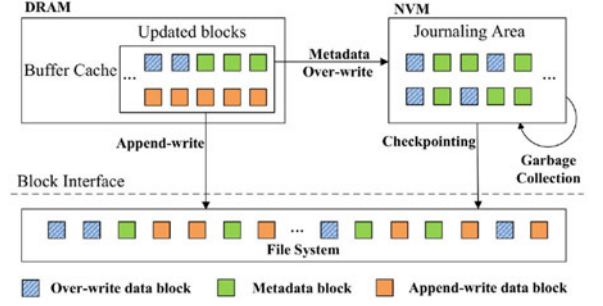 DRAM
NVM
Updated blocks
Journaling Area
Buffer Cache
...
Metadata
Over-write
...
Append-write
Checkpointing
Garbage
Collection
Block Interface
...
File System
Over-write data block
Metadata block
Append-write data block